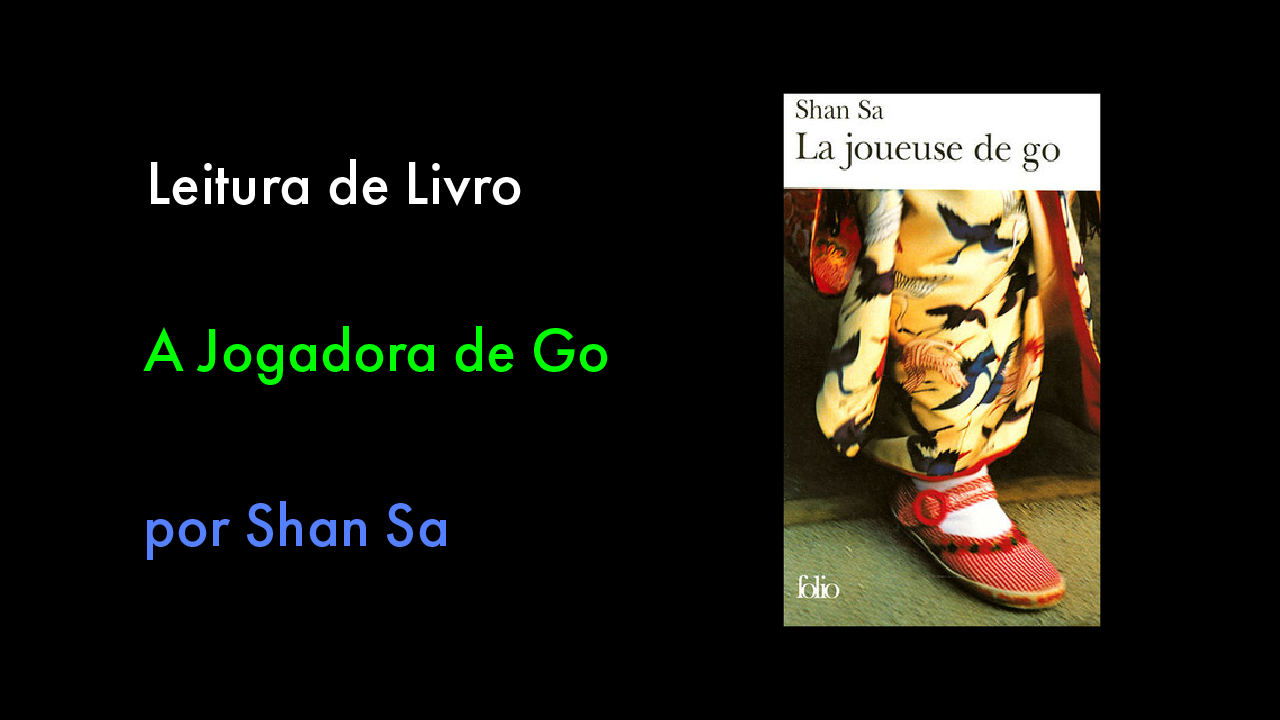 Leitura de Livro
A Jogadora de Go
por Shan Sa
Shan Sa
La joueuse de go
folio